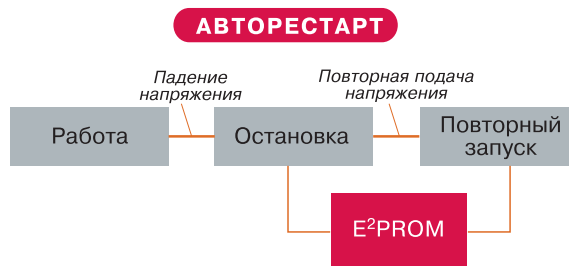 АВТОРЕСТАРТ
Падение
напряжения
Повторная подача
напряжения
Работа
Остановка
Повторный
запуск
E²PROM